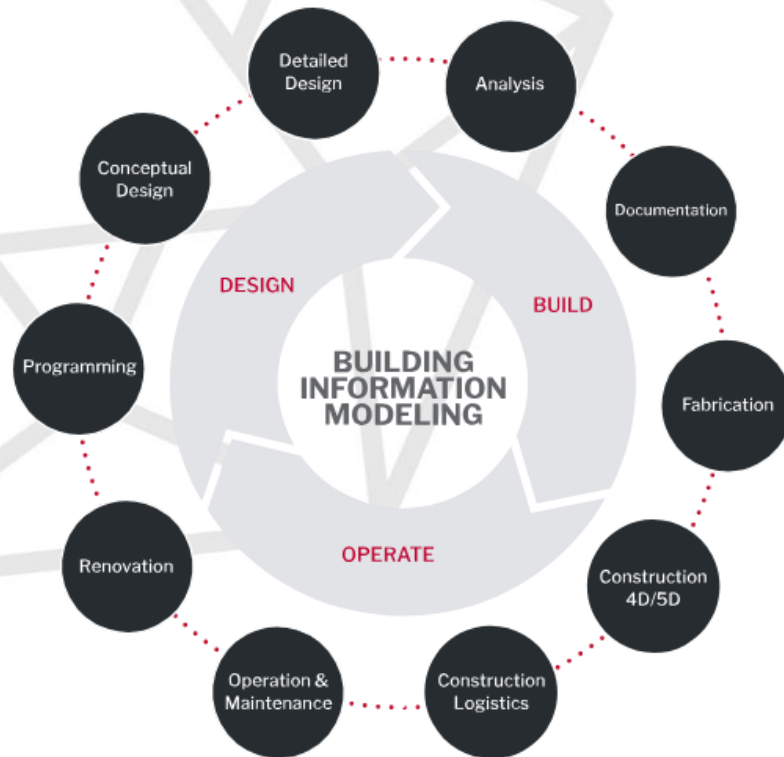 Detailed
Design
Analysis
Conceptual
Design
Documentation
DESIGN
BUILD
BUILDING
INFORMATION
MODELING
Programming
Fabrication
OPERATE
Renovation
Construction
4D/5D
Operation &
Maintenance
Construction
Logistics